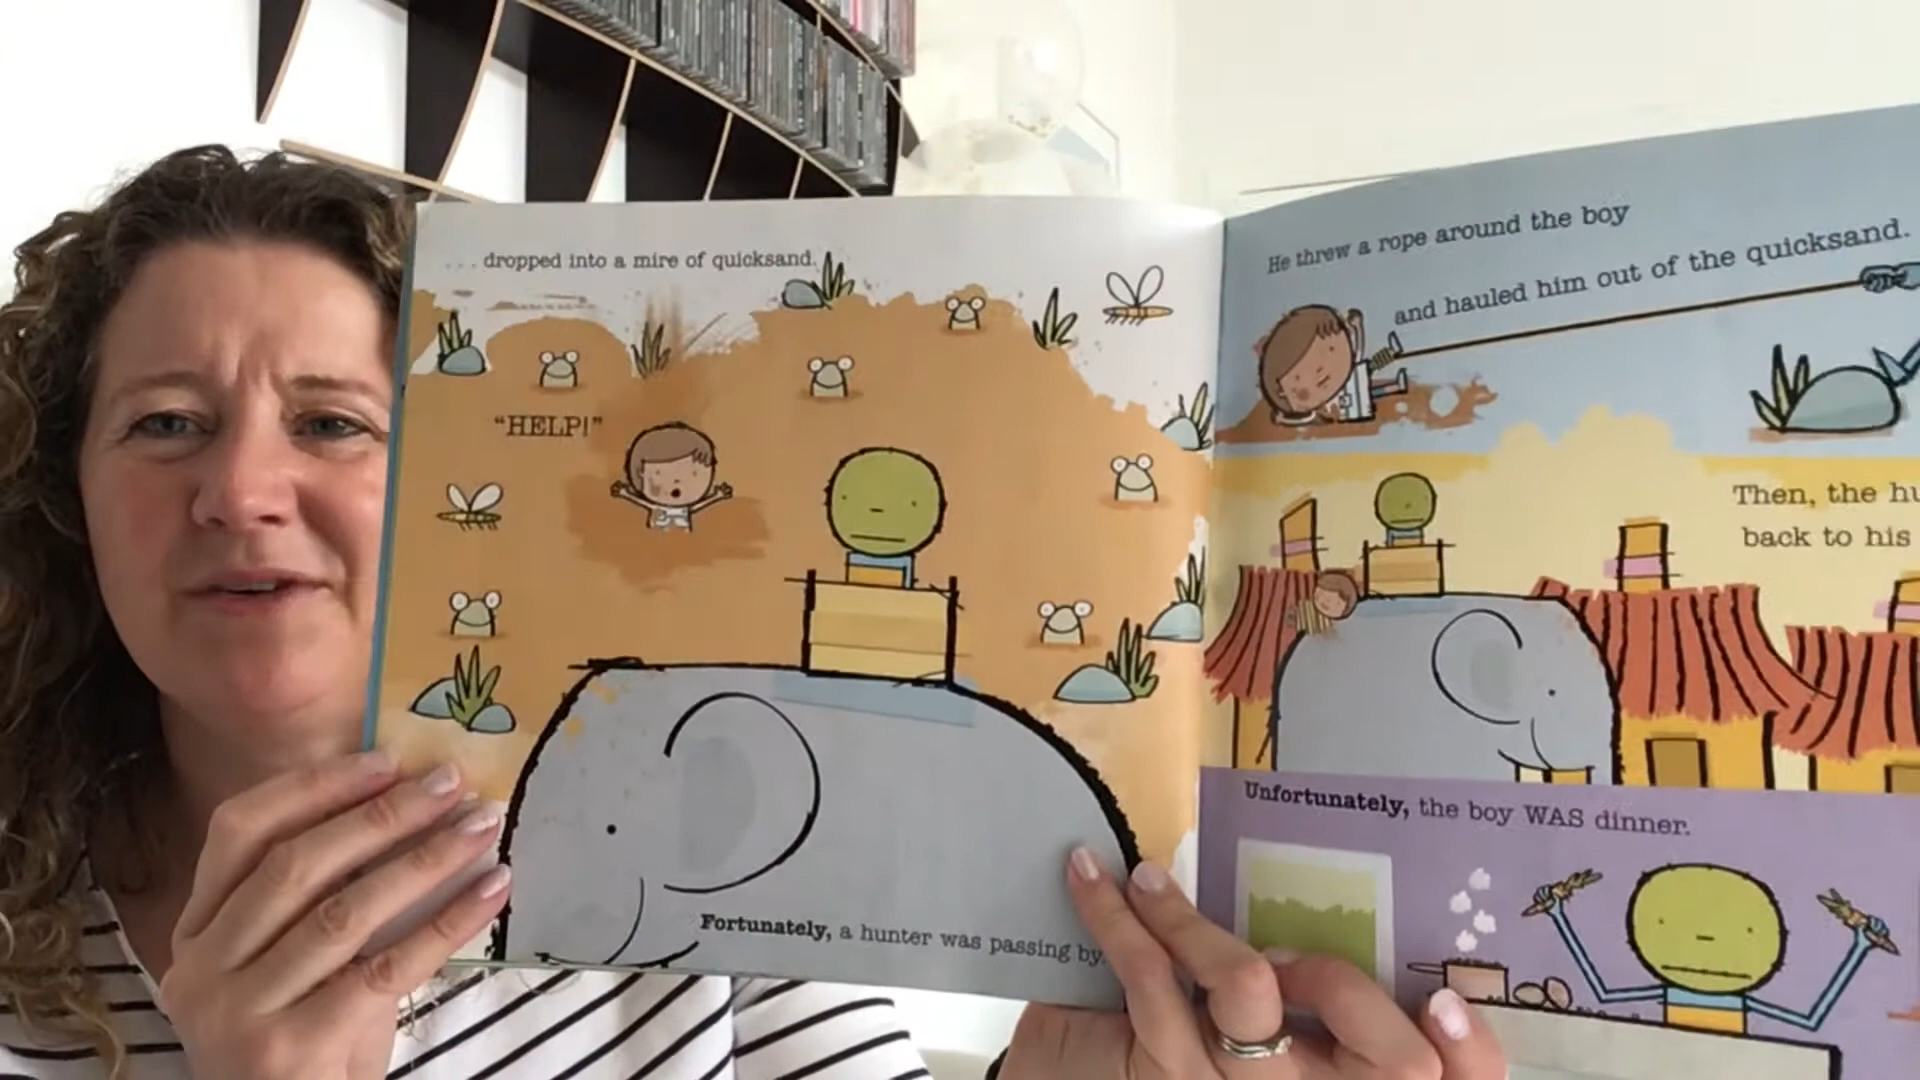 . . . dropped into a mire of quicksand.
"HELP!"
Fortunately, a hunter was passing by.
He threw a rope around the boy
and hauled him out of the quicksand.
Then, the
back to his
Unfortunately, the boy WAS dinner.